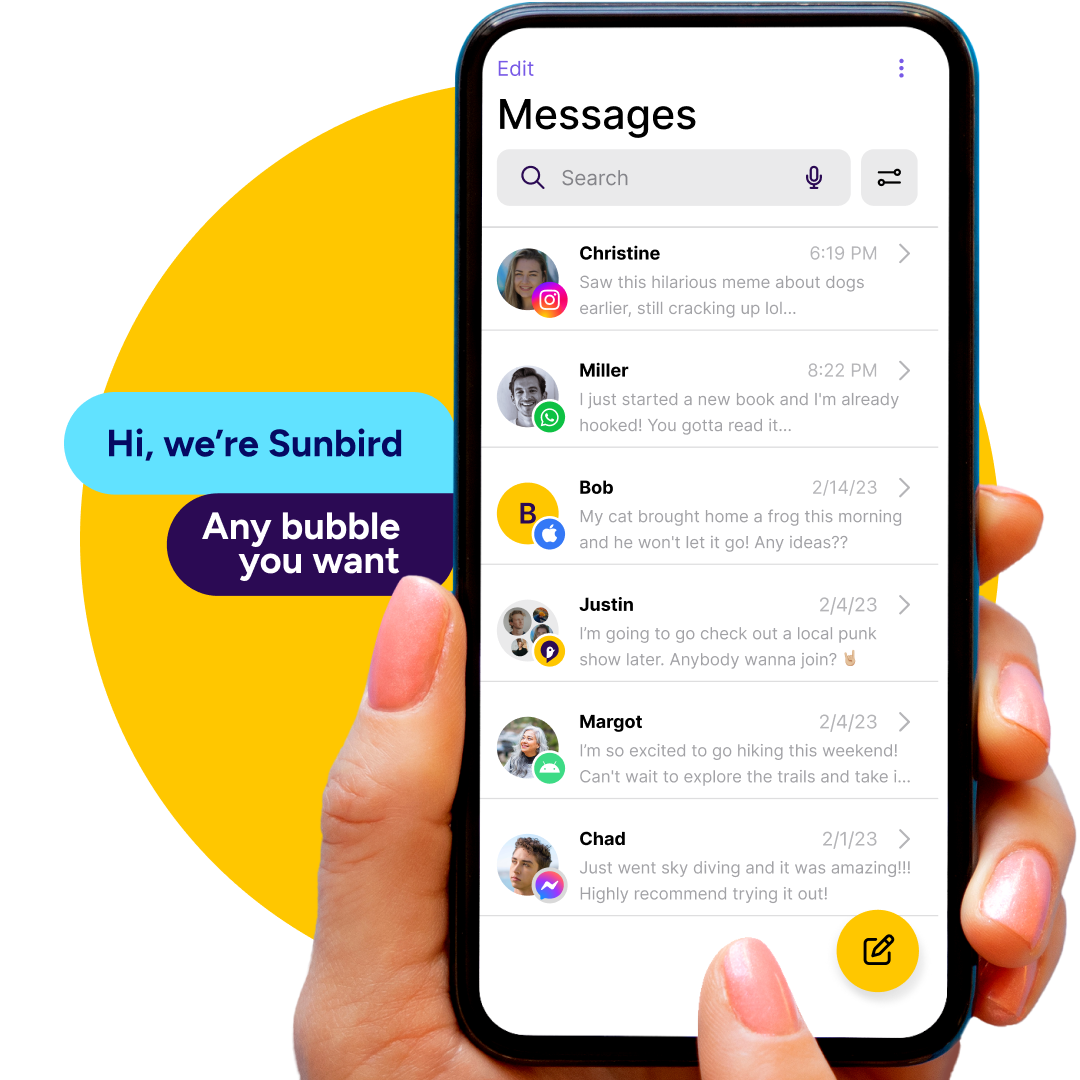 Edit
Messages
Search
Christine
6:19 PM
Saw this hilarious meme about dogs
earlier, still cracking up lol...
Miller
8:22 PM
I just started a new book and I'm already
hooked! You gotta read it...
Hi, we’re Sunbird
Any bubble
you want
B
Bob
2/14/23
My cat brought home a frog this morning
and he won't let it go! Any ideas??
Justin
2/4/23
I’m going to go check out a local punk
show later. Anybody wanna join? 🤘🏼
Margot
2/4/23
I’m so excited to go hiking this weekend!
Can't wait to explore the trails and take i...
Chad
2/1/23
Just went sky diving and it was amazing!!!
Highly recommend trying it out!